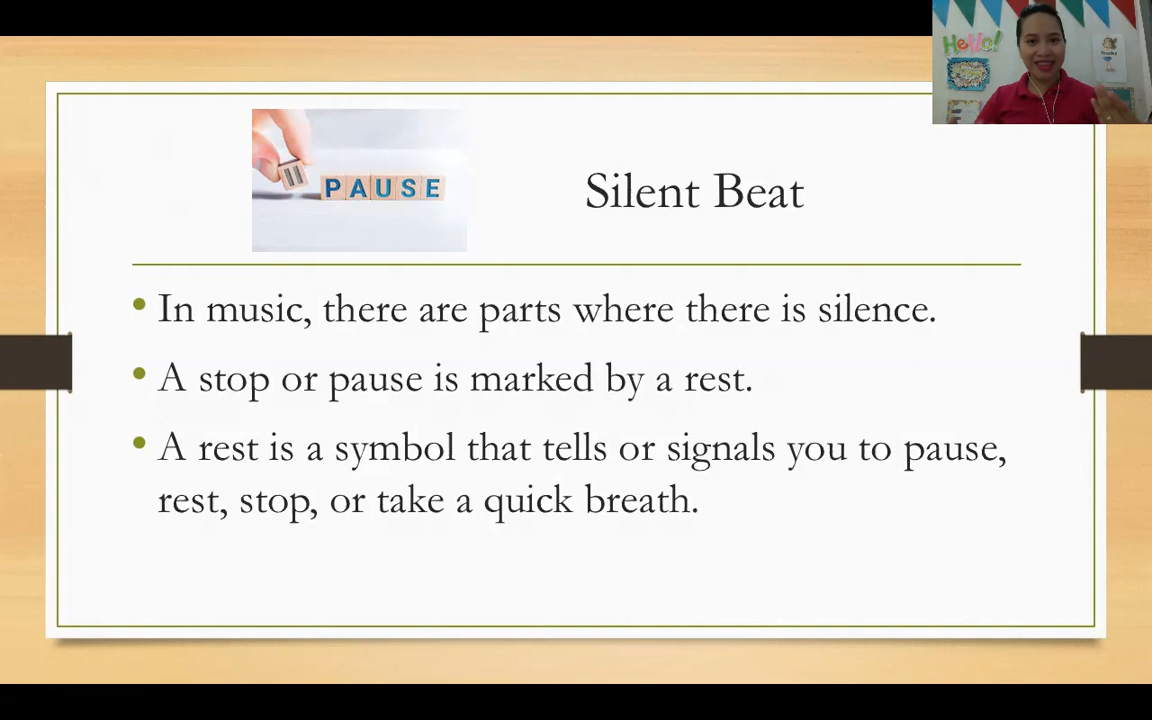 Hello!
PAUSE
Silent Beat
• In music, there are parts where there is silence.
• A stop or pause is marked by a rest.
• A rest is a symbol that tells or signals you to pause,
rest, stop, or take a quick breath.